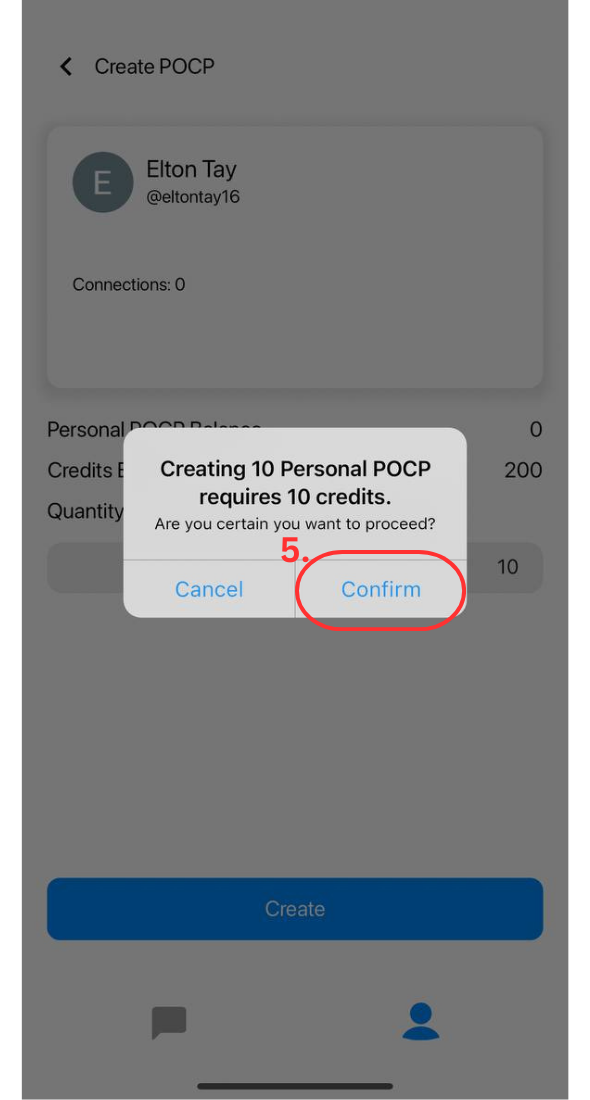 Create POCP
E
Elton Tay
@eltontay16
Connections: 0
Personal POCP Balance 0
Credits 200
Quantity
Creating 10 Personal POCP
requires 10 credits.
Are you certain you want to proceed?
5.
10
Cancel Confirm
Create